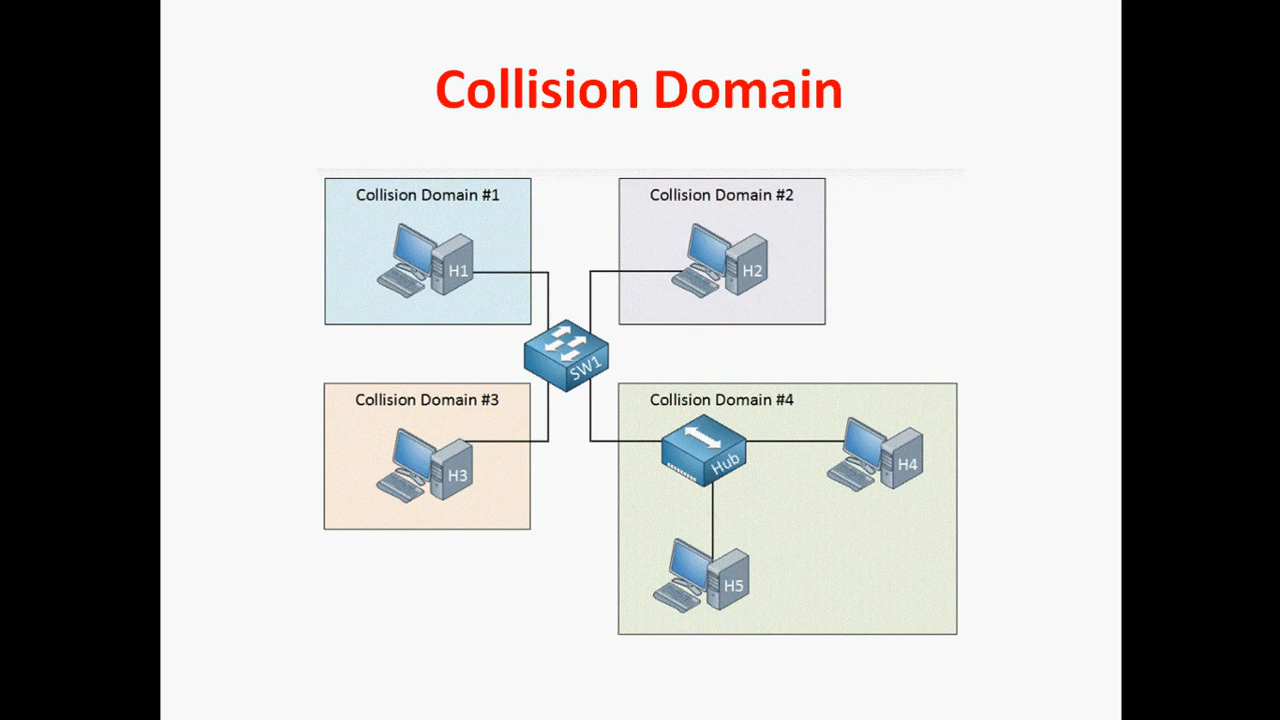 Collision Domain
Collision Domain #1
H1
Collision Domain #2
H2
SW1
Collision Domain #3
H3
Collision Domain #4
Hub
H4
H5